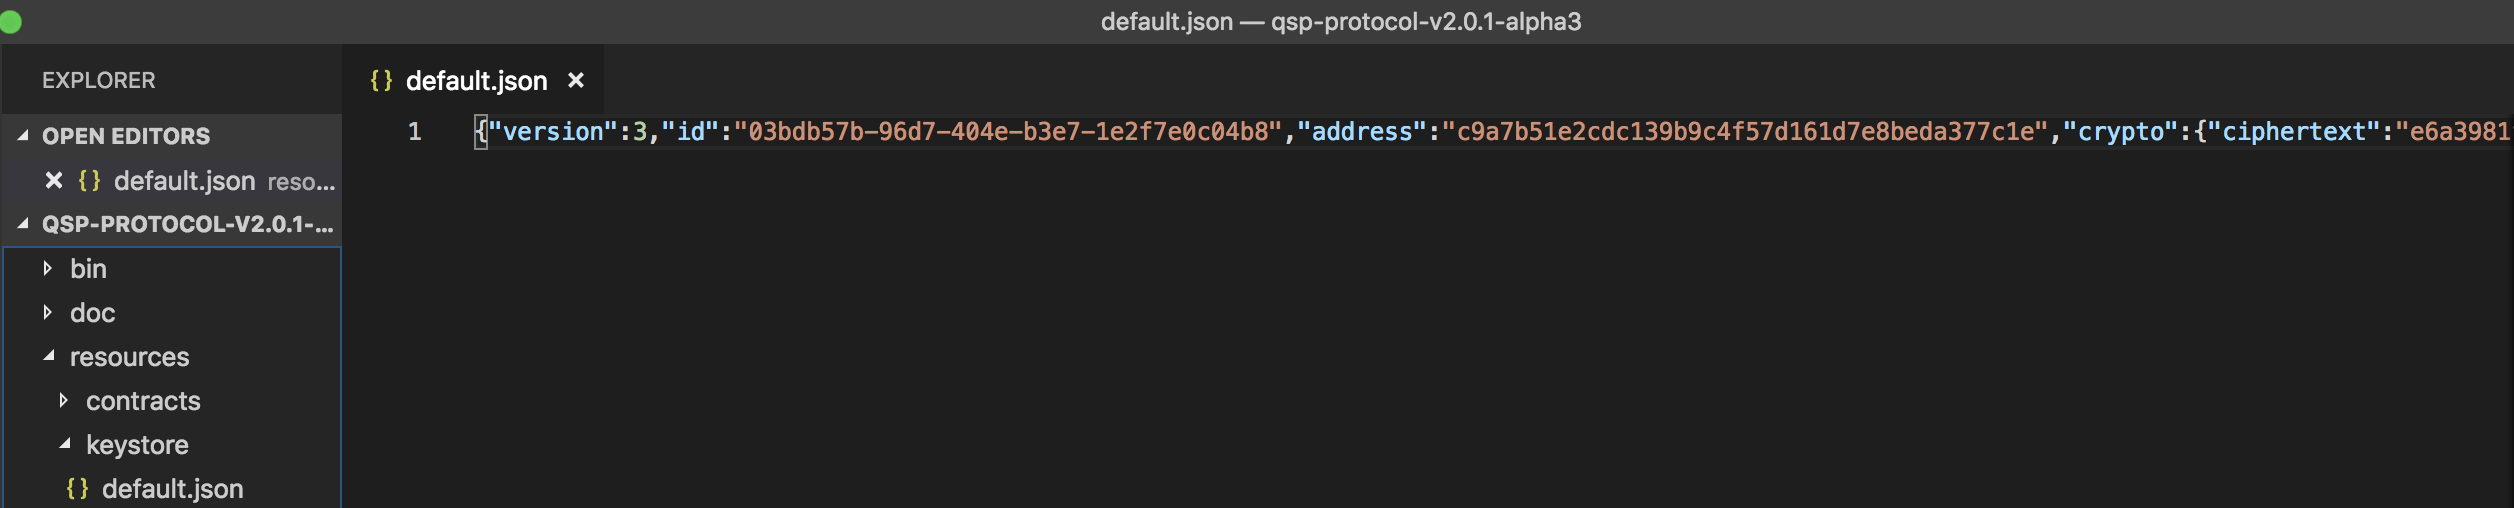 default.json — qsp-protocol-v2.0.1-alpha3
EXPLORER
OPEN EDITORS
{} default.json reso...
QSP-PROTOCOL-V2.0.1-...
bin
doc
resources
contracts
keystore
{} default.json
{} default.json ×
1 {"version":3,"id":"03bdb57b-96d7-404e-b3e7-1e2f7e0c04b8","address":"c9a7b51e2cdc139b9c4f57d161d7e8beda377c1e","crypto":{"ciphertext":"e6a3981